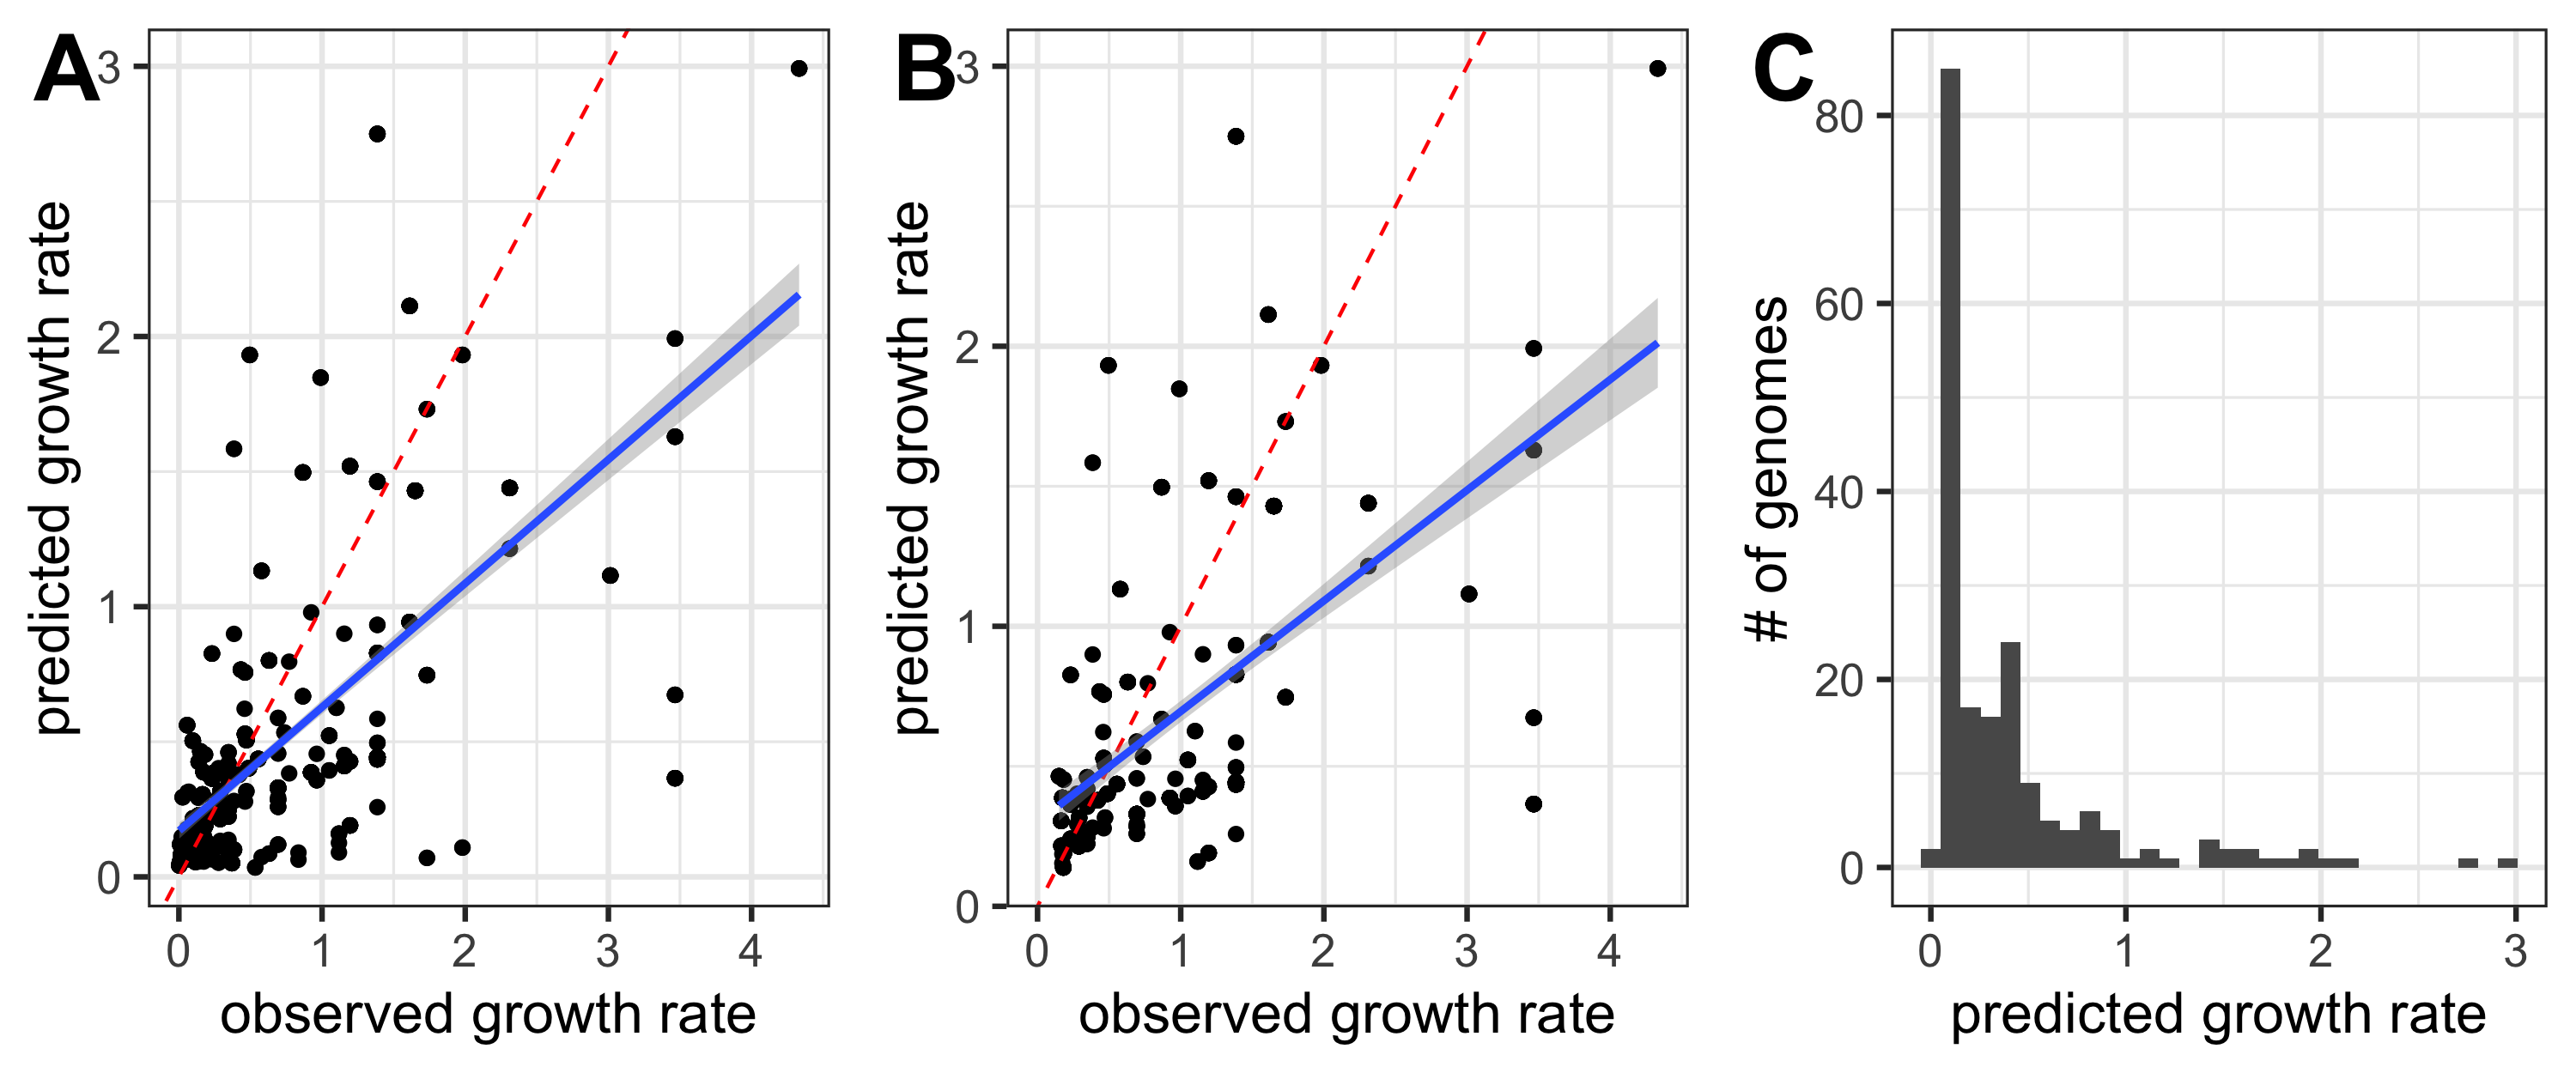 A
3
2
1
0
predicted growth rate
0 1 2 3 4
observed growth rate
B
3
2
1
0
predicted growth rate
0 1 2 3 4
observed growth rate
C
80
60
40
20
0
# of genomes
0 1 2 3
predicted growth rate